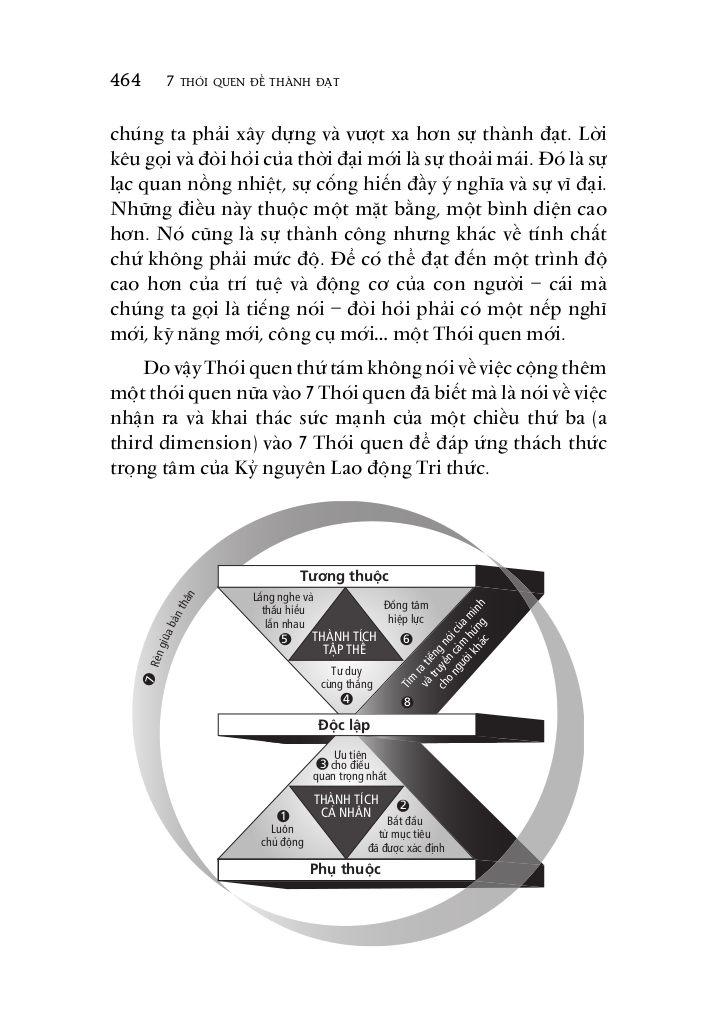 464 7 THÓI QUEN ĐỂ THÀNH ĐẠT
chúng ta phải xây dựng và vượt xa hơn sự thành đạt. Lời
kêu gọi và đòi hỏi của thời đại mới là sự thoải mái. Đó là sự
lạc quan nồng nhiệt, sự cống hiến đầy ý nghĩa và sự vĩ đại.
Những điều này thuộc một mặt bằng, một bình diện cao
hơn. Nó cũng là sự thành công nhưng khác về tính chất
chứ không phải mức độ. Để có thể đạt đến một trình độ
cao hơn của trí tuệ và động cơ của con người – cái mà
chúng ta gọi là tiếng nói – đòi hỏi phải có một nếp nghĩ
mới, kỹ năng mới, công cụ mới... một Thói quen mới.
Do vậy Thói quen thứ tám không nói về việc cộng thêm
một thói quen nữa vào 7 Thói quen đã biết mà là nói về việc
nhận ra và khai thác sức mạnh của một chiều thứ ba (a
third dimension) vào 7 Thói quen để đáp ứng thách thức
trọng tâm của Kỷ nguyên Lao động Tri thức.
Tương thuộc
Lắng nghe và
thấu hiểu
lẫn nhau
5
THÀNH TÍCH
TẬP THỂ
Đồng tâm
hiệp lực
6
Tư duy
cùng thắng
4
Tìm ra tiếng nói của mình
và truyền cảm hứng
cho người khác
8
7 Rèn giũa bản thân
Độc lập
Ưu tiên
3 cho điều
quan trọng nhất
THÀNH TÍCH
CÁ NHÂN
1
Luôn
chủ động
2
Bắt đầu
từ mục tiêu
đã được xác định
Phụ thuộc